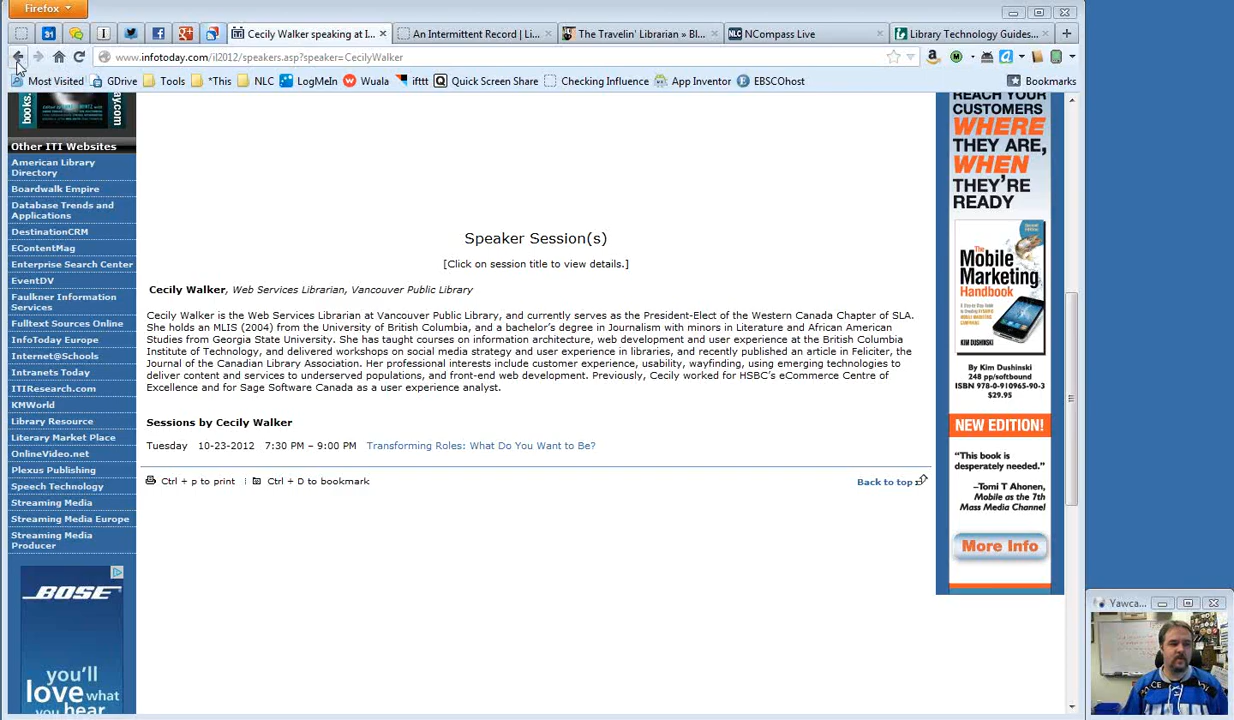 Firefox
31
Cecily Walker speaking at I...
An Intermittent Record | Li...
The Travelin' Librarian » Bl...
NCompass Live
Library Technology Guides...
www.infotoday.com/il2012/speakers.asp?speaker=CecilyWalker
Most Visited
GDrive
Tools
*This
NLC
LogMeIn
Wuala
ifttt
Quick Screen Share
Checking Influence
App Inventor
EBSCOhost
Bookmarks
books.
day.com
Other ITI Websites
American Library
Directory
Boardwalk Empire
Database Trends and
Applications
DestinationCRM
EContentMag
Enterprise Search Center
EventDV
Faulkner Information
Services
Fulltext Sources Online
InfoToday Europe
Internet@Schools
Intranets Today
ITIResearch.com
KMWorld
Library Resource
Literary Market Place
OnlineVideo.net
Plexus Publishing
Speech Technology
Streaming Media
Streaming Media Europe
Streaming Media
Producer
BOSE
you'll
love what
you hear
Speaker Session(s)
[Click on session title to view details.]
Cecily Walker, Web Services Librarian, Vancouver Public Library
Cecily Walker is the Web Services Librarian at Vancouver Public Library, and currently serves as the President-Elect of the Western Canada Chapter of SLA.
She holds an MLIS (2004) from the University of British Columbia, and a bachelor's degree in Journalism with minors in Literature and African American
Studies from Georgia State University. She has taught courses on information architecture, web development and user experience at the British Columbia
Institute of Technology, and delivered workshops on social media strategy and user experience in libraries, and recently published an article in Feliciter, the
Journal of the Canadian Library Association. Her professional interests include customer experience, usability, wayfinding, using emerging technologies to
deliver content and services to underserved populations, and front-end web development. Previously, Cecily worked for HSBC's eCommerce Centre of
Excellence and for Sage Software Canada as a user experience analyst.
Sessions by Cecily Walker
Tuesday 10-23-2012 7:30 PM – 9:00 PM Transforming Roles: What Do You Want to Be?
Ctrl + p to print
Ctrl + D to bookmark
Back to top
REACH YOUR
CUSTOMERS
WHERE
THEY ARE,
WHEN
THEY'RE
READY
The
Mobile
Marketing
Handbook
KIM DUSHINSKI
By Kim Dushinski
248 pp/softbound
ISBN 978-0-910965-90-3
$29.95
NEW EDITION!
"This book is
desperately needed."
–Tomi T Ahonen,
Mobile as the 7th
Mass Media Channel
More Info
Yawca...